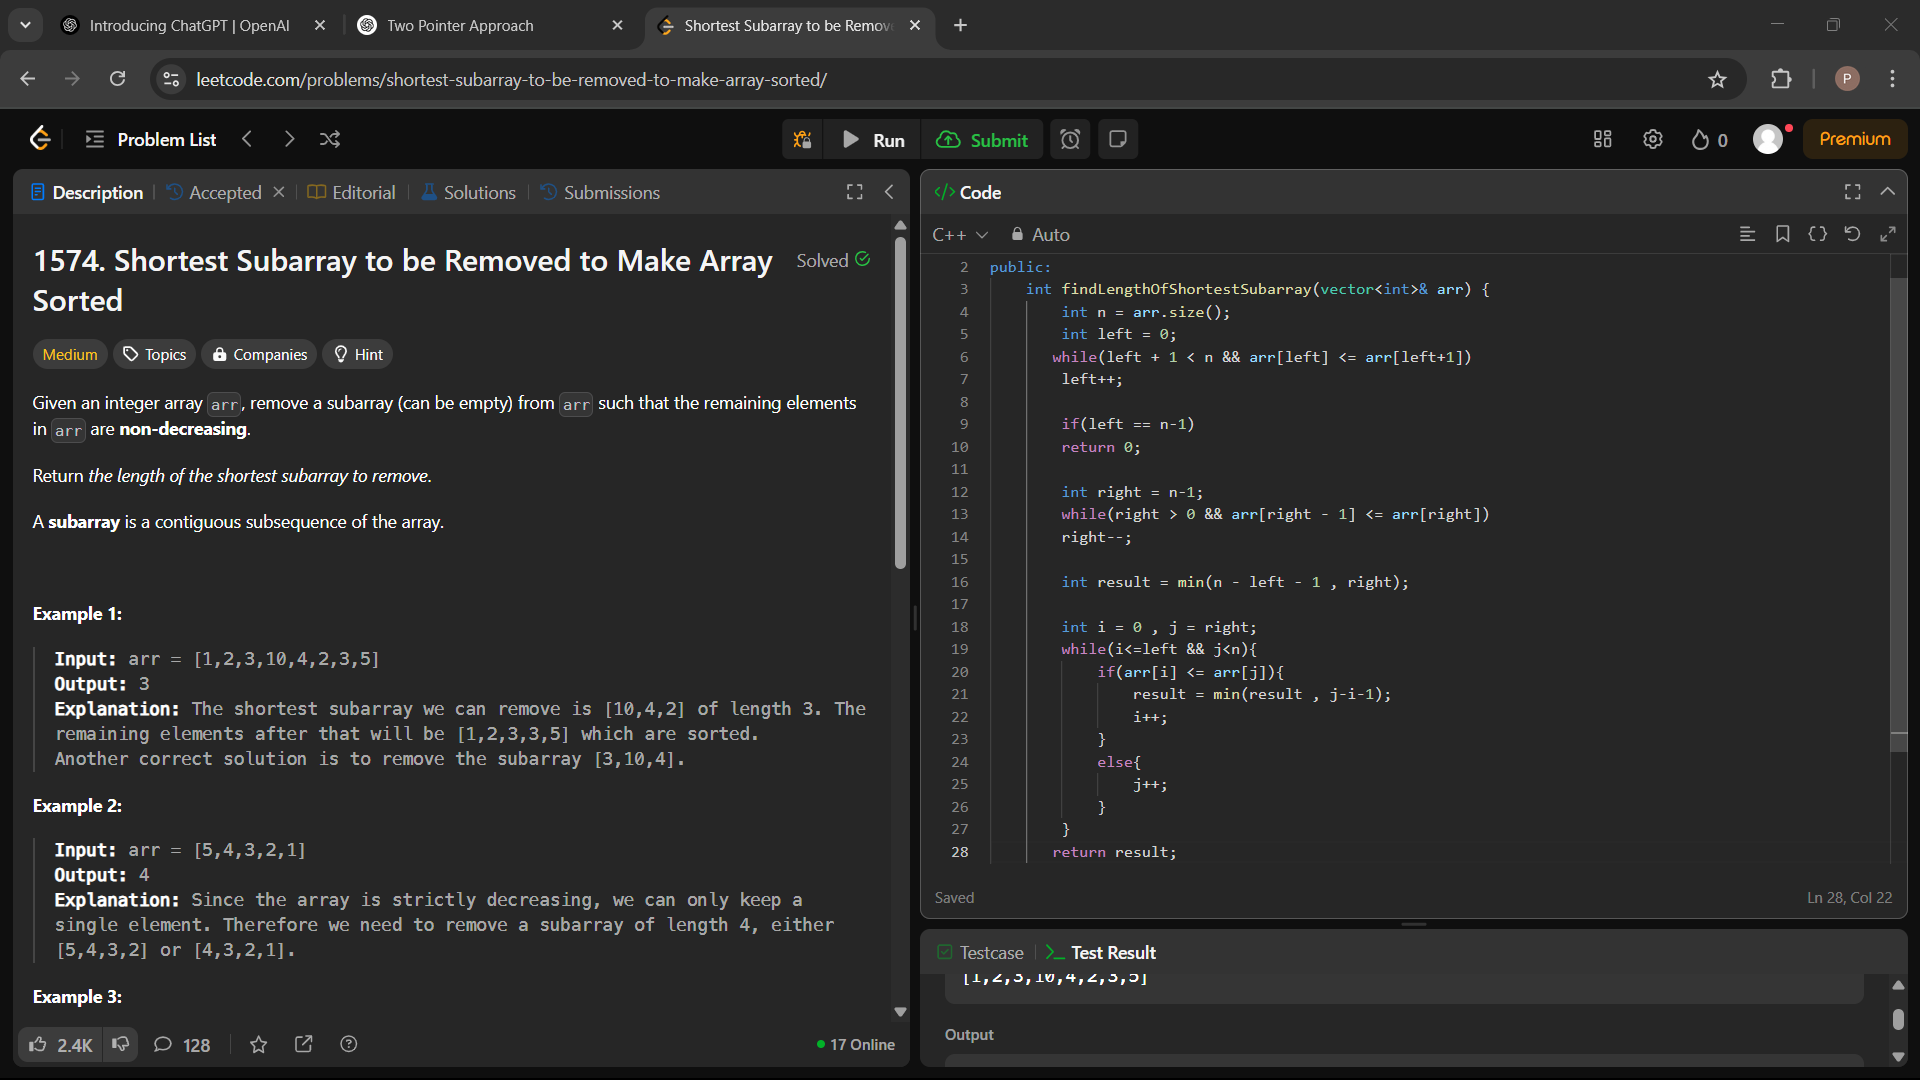 Introducing ChatGPT | OpenAI
Two Pointer Approach
Shortest Subarray to be Remov
leetcode.com/problems/shortest-subarray-to-be-removed-to-make-array-sorted/
P
Problem List
Run
Submit
0
Premium
Description
Accepted
Editorial
Solutions
Submissions
1574. Shortest Subarray to be Removed to Make Array
Sorted
Solved
Medium
Topics
Companies
Hint
Given an integer array arr, remove a subarray (can be empty) from arr such that the remaining elements
in arr are non-decreasing.
Return the length of the shortest subarray to remove.
A subarray is a contiguous subsequence of the array.
Example 1:
Input: arr = [1,2,3,10,4,2,3,5]
Output: 3
Explanation: The shortest subarray we can remove is [10,4,2] of length 3. The
remaining elements after that will be [1,2,3,3,5] which are sorted.
Another correct solution is to remove the subarray [3,10,4].
Example 2:
Input: arr = [5,4,3,2,1]
Output: 4
Explanation: Since the array is strictly decreasing, we can only keep a
single element. Therefore we need to remove a subarray of length 4, either
[5,4,3,2] or [4,3,2,1].
Example 3:
2.4K
128
17 Online
</> Code
C++
Auto
2 public:
3 int findLengthOfShortestSubarray(vector<int>& arr) {
4 int n = arr.size();
5 int left = 0;
6 while(left + 1 < n && arr[left] <= arr[left+1])
7 left++;
8
9 if(left == n-1)
10 return 0;
11
12 int right = n-1;
13 while(right > 0 && arr[right - 1] <= arr[right])
14 right--;
15
16 int result = min(n - left - 1 , right);
17
18 int i = 0 , j = right;
19 while(i<=left && j<n){
20 if(arr[i] <= arr[j]){
21 result = min(result , j-i-1);
22 i++;
23 }
24 else{
25 j++;
26 }
27 }
28 return result;
Saved
Ln 28, Col 22
Testcase
Test Result
[1,2,3,10,4,2,3,5]
Output